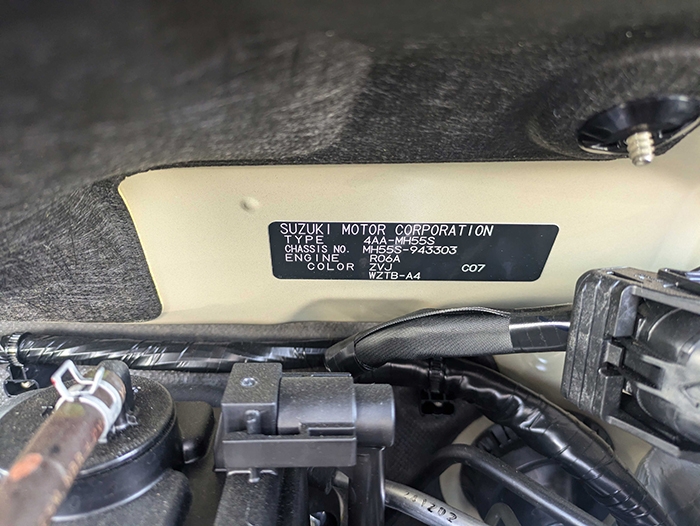 SUZUKI MOTOR CORPORATION
TYPE 4AA-MH55S
CHASSIS NO. MH55S-943303
ENGINE R06A
COLOR ZVJ C07
WZTB-A4